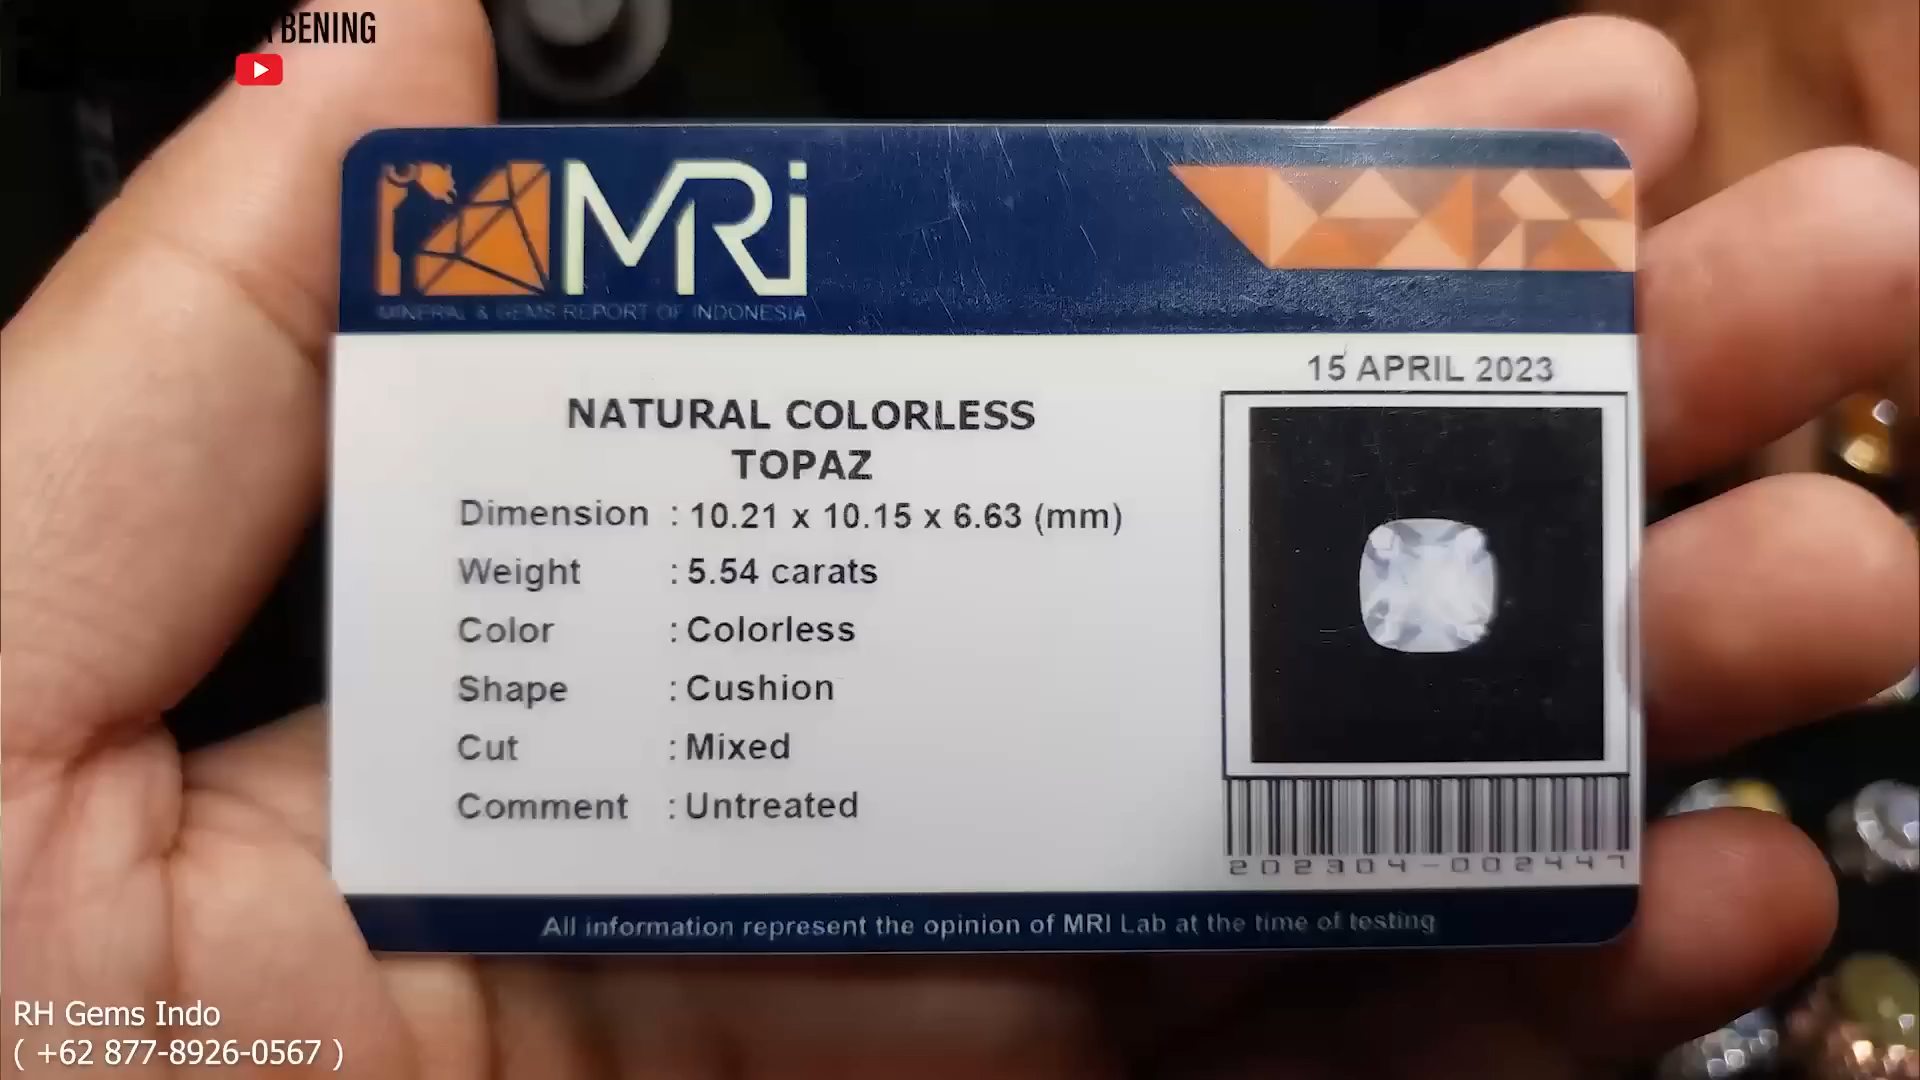 BENING
MRi
MINERAL & GEMS REPORT OF INDONESIA
15 APRIL 2023
NATURAL COLORLESS
TOPAZ
Dimension : 10.21 x 10.15 x 6.63 (mm)
Weight : 5.54 carats
Color : Colorless
Shape : Cushion
Cut : Mixed
Comment : Untreated
202304-002447
All information represent the opinion of MRI Lab at the time of testing
RH Gems Indo
( +62 877-8926-0567 )